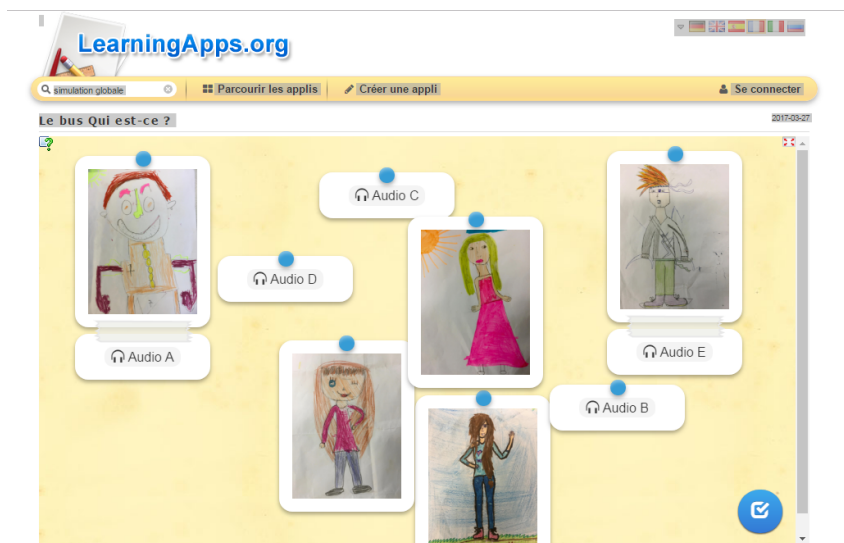 LearningApps.org
simulation globale
Parcourir les applis
Créer une appli
Se connecter
Le bus Qui est-ce ?
2017-03-27
Audio C
Audio D
Audio A
Audio E
Audio B